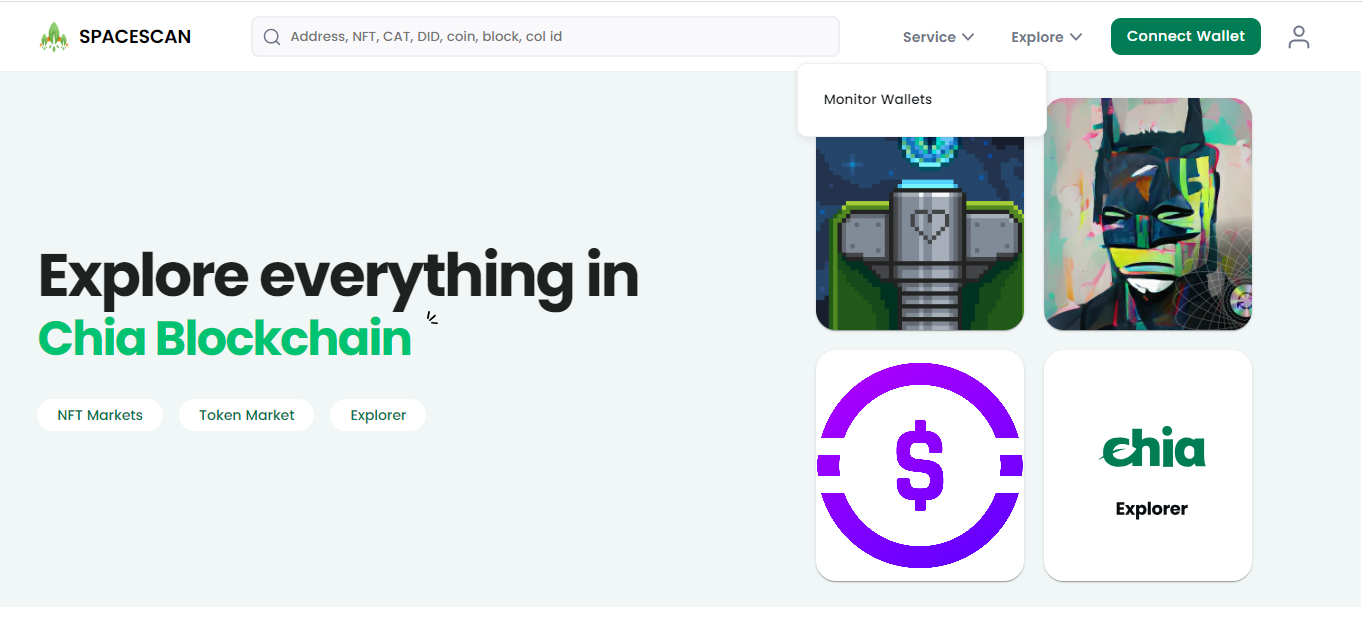 SPACESCAN
Address, NFT, CAT, DID, coin, block, col id
Service
Explore
Connect Wallet
Monitor Wallets
Explore everything in
Chia Blockchain
NFT Markets
Token Market
Explorer
$
chia
Explorer